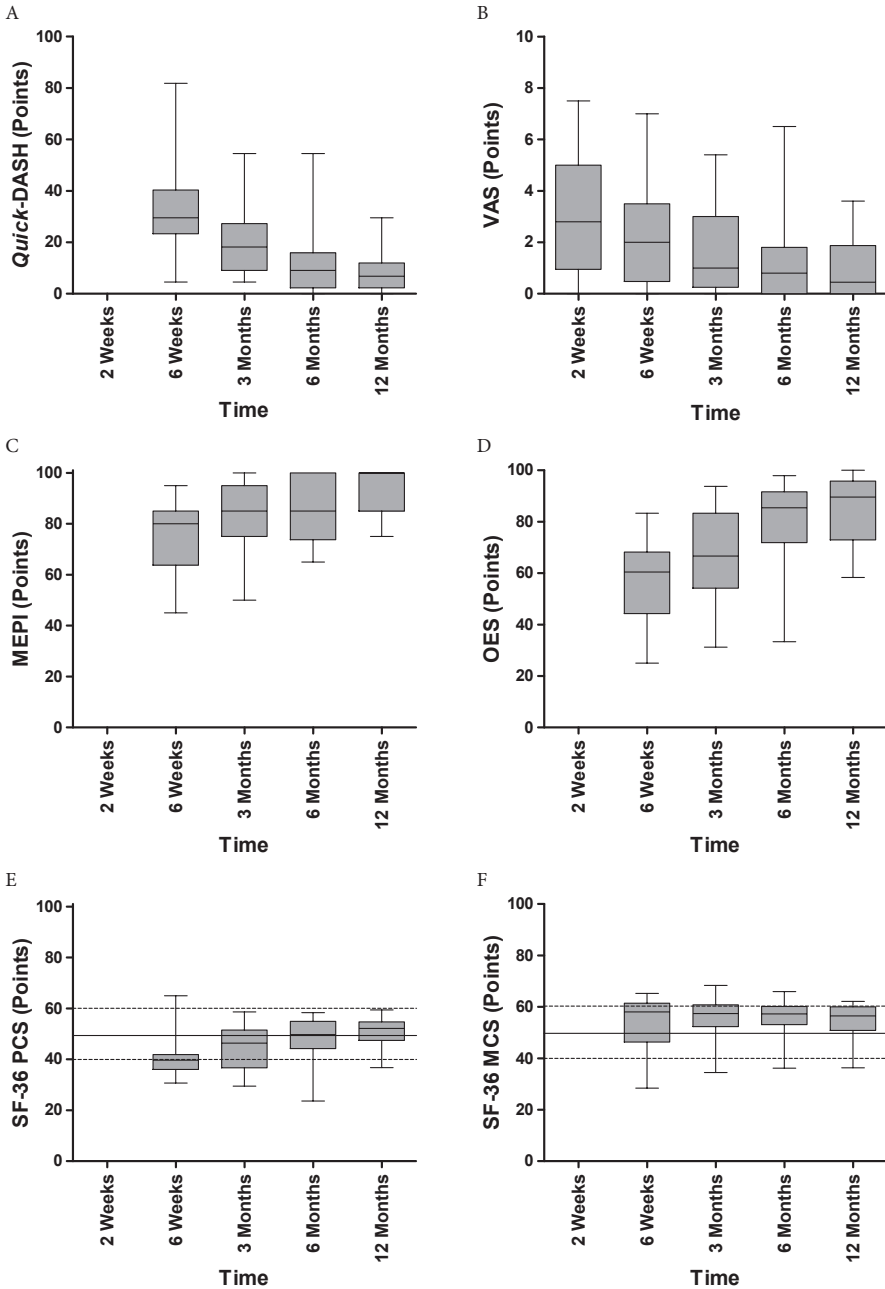 A
Quick-DASH (Points)
100
80
60
40
20
0
2 Weeks
6 Weeks
3 Months
6 Months
12 Months
Time
B
VAS (Points)
10
8
6
4
2
0
2 Weeks
6 Weeks
3 Months
6 Months
12 Months
Time
C
MEPI (Points)
100
80
60
40
20
0
2 Weeks
6 Weeks
3 Months
6 Months
12 Months
Time
D
OES (Points)
100
80
60
40
20
0
2 Weeks
6 Weeks
3 Months
6 Months
12 Months
Time
E
SF-36 PCS (Points)
100
80
60
40
20
0
2 Weeks
6 Weeks
3 Months
6 Months
12 Months
Time
F
SF-36 MCS (Points)
100
80
60
40
20
0
2 Weeks
6 Weeks
3 Months
6 Months
12 Months
Time